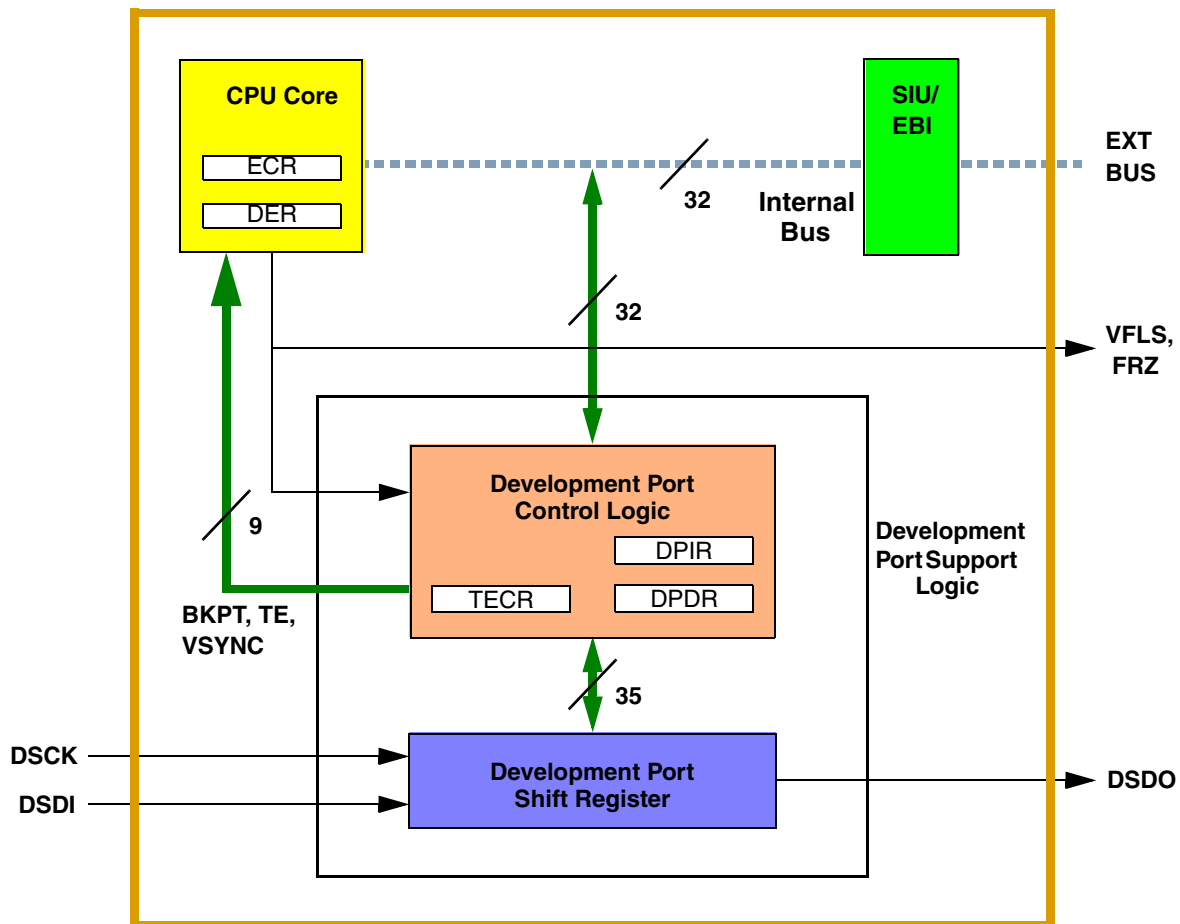 CPU Core
ECR
DER
SIU/
EBI
EXT
BUS
32
Internal
Bus
32
VFLS,
FRZ
Development Port
Control Logic
DPIR
TECR
DPDR
9
BKPT, TE,
VSYNC
Development
Port Support
Logic
35
DSCK
DSDI
Development Port
Shift Register
DSDO